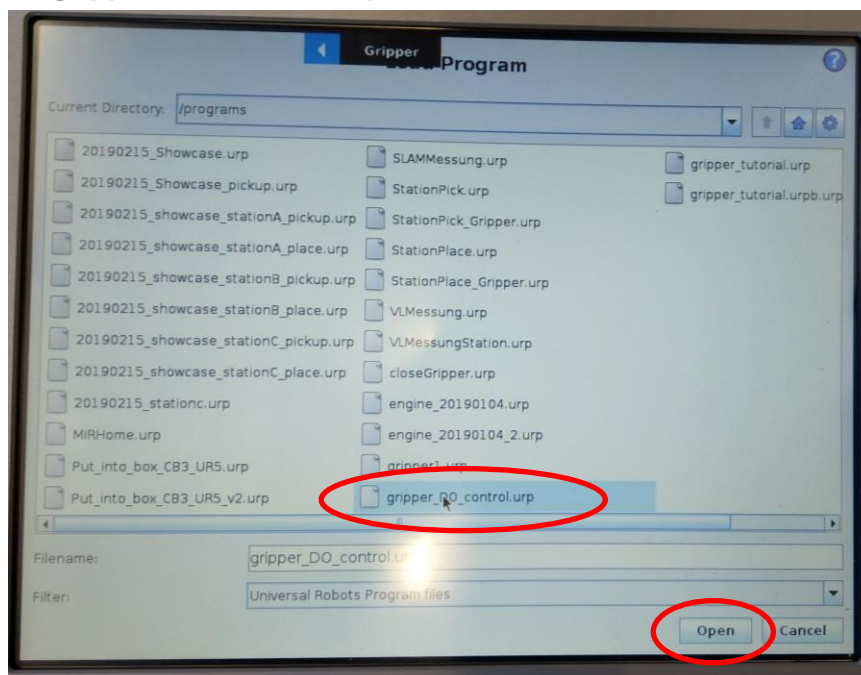 Gripper
Program
?
Current Directory: /programs
20190215_Showcase.urp
20190215_Showcase_pickup.urp
20190215_showcase_stationA_pickup.urp
20190215_showcase_stationA_place.urp
20190215_showcase_stationB_pickup.urp
20190215_showcase_stationB_place.urp
20190215_showcase_stationC_pickup.urp
20190215_showcase_stationC_place.urp
20190215_stationc.urp
MIRHome.urp
Put_into_box_CB3_UR5.urp
Put_into_box_CB3_UR5_v2.urp
SLAMMessung.urp
StationPick.urp
StationPick_Gripper.urp
StationPlace.urp
StationPlace_Gripper.urp
VLMessung.urp
VLMessungStation.urp
closeGripper.urp
engine_20190104.urp
engine_20190104_2.urp
gripper1.urp
gripper_DO_control.urp
gripper_tutorial.urp
gripper_tutorial.urpb.urp
Filename: gripper_DO_control.u
Filter: Universal Robots Program files
Open Cancel